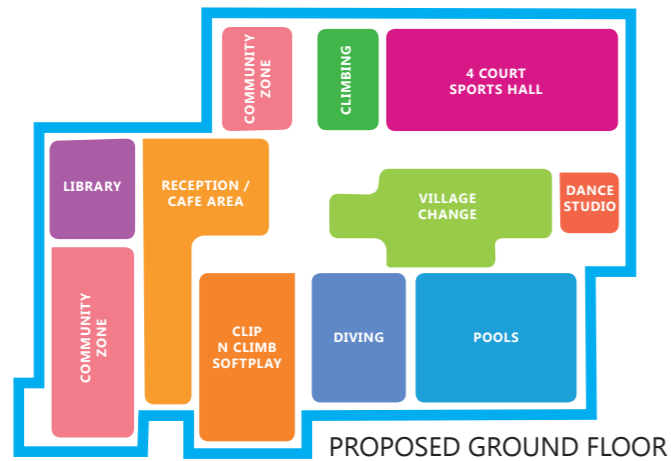 COMMUNITY
ZONE
CLIMBING
4 COURT
SPORTS HALL
LIBRARY
RECEPTION /
CAFE AREA
VILLAGE
CHANGE
DANCE
STUDIO
COMMUNITY
ZONE
CLIP
N CLIMB
SOFTPLAY
DIVING
POOLS
PROPOSED GROUND FLOOR